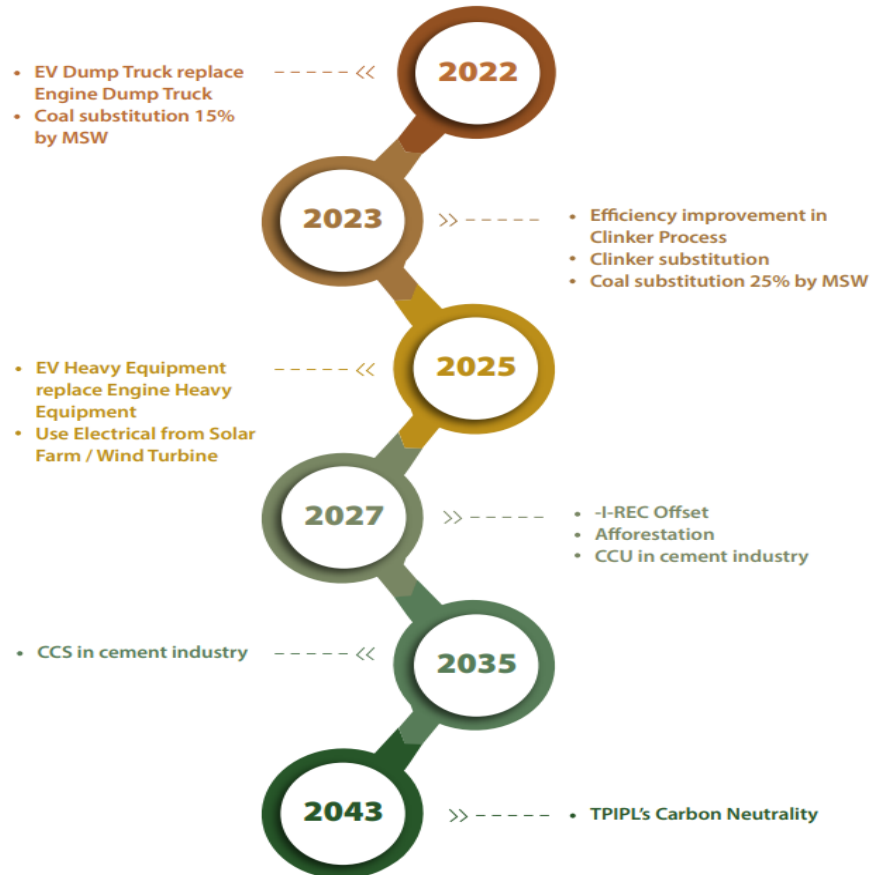 2022
• EV Dump Truck replace
Engine Dump Truck
• Coal substitution 15%
by MSW
2023
• Efficiency improvement in
Clinker Process
• Clinker substitution
• Coal substitution 25% by MSW
2025
• EV Heavy Equipment
replace Engine Heavy
Equipment
• Use Electrical from Solar
Farm / Wind Turbine
2027
• -I-REC Offset
• Afforestation
• CCU in cement industry
2035
• CCS in cement industry
2043
• TPIPL's Carbon Neutrality